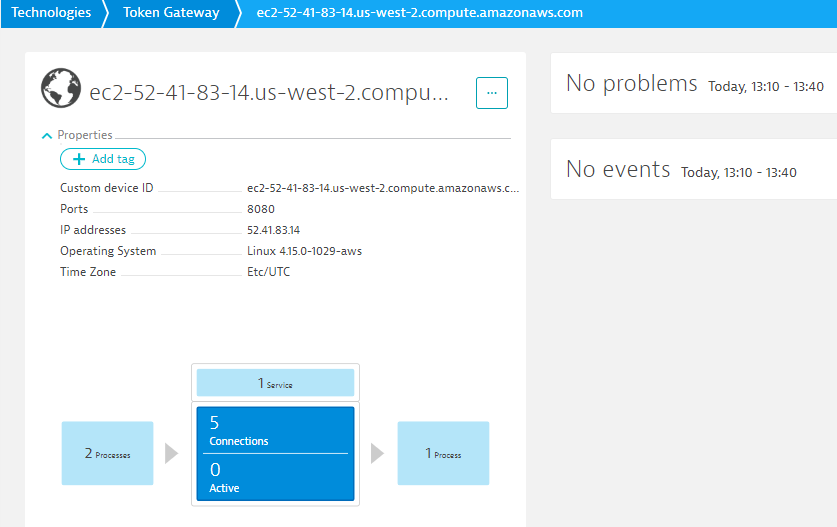 Technologies Token Gateway ec2-52-41-83-14.us-west-2.compute.amazonaws.com
ec2-52-41-83-14.us-west-2.compu...
...
Properties
+ Add tag
Custom device ID ec2-52-41-83-14.us-west-2.compute.amazonaws.c...
Ports 8080
IP addresses 52.41.83.14
Operating System Linux 4.15.0-1029-aws
Time Zone Etc/UTC
1 Service
2 Processes
5
Connections
0
Active
1 Process
No problems Today, 13:10 - 13:40
No events Today, 13:10 - 13:40